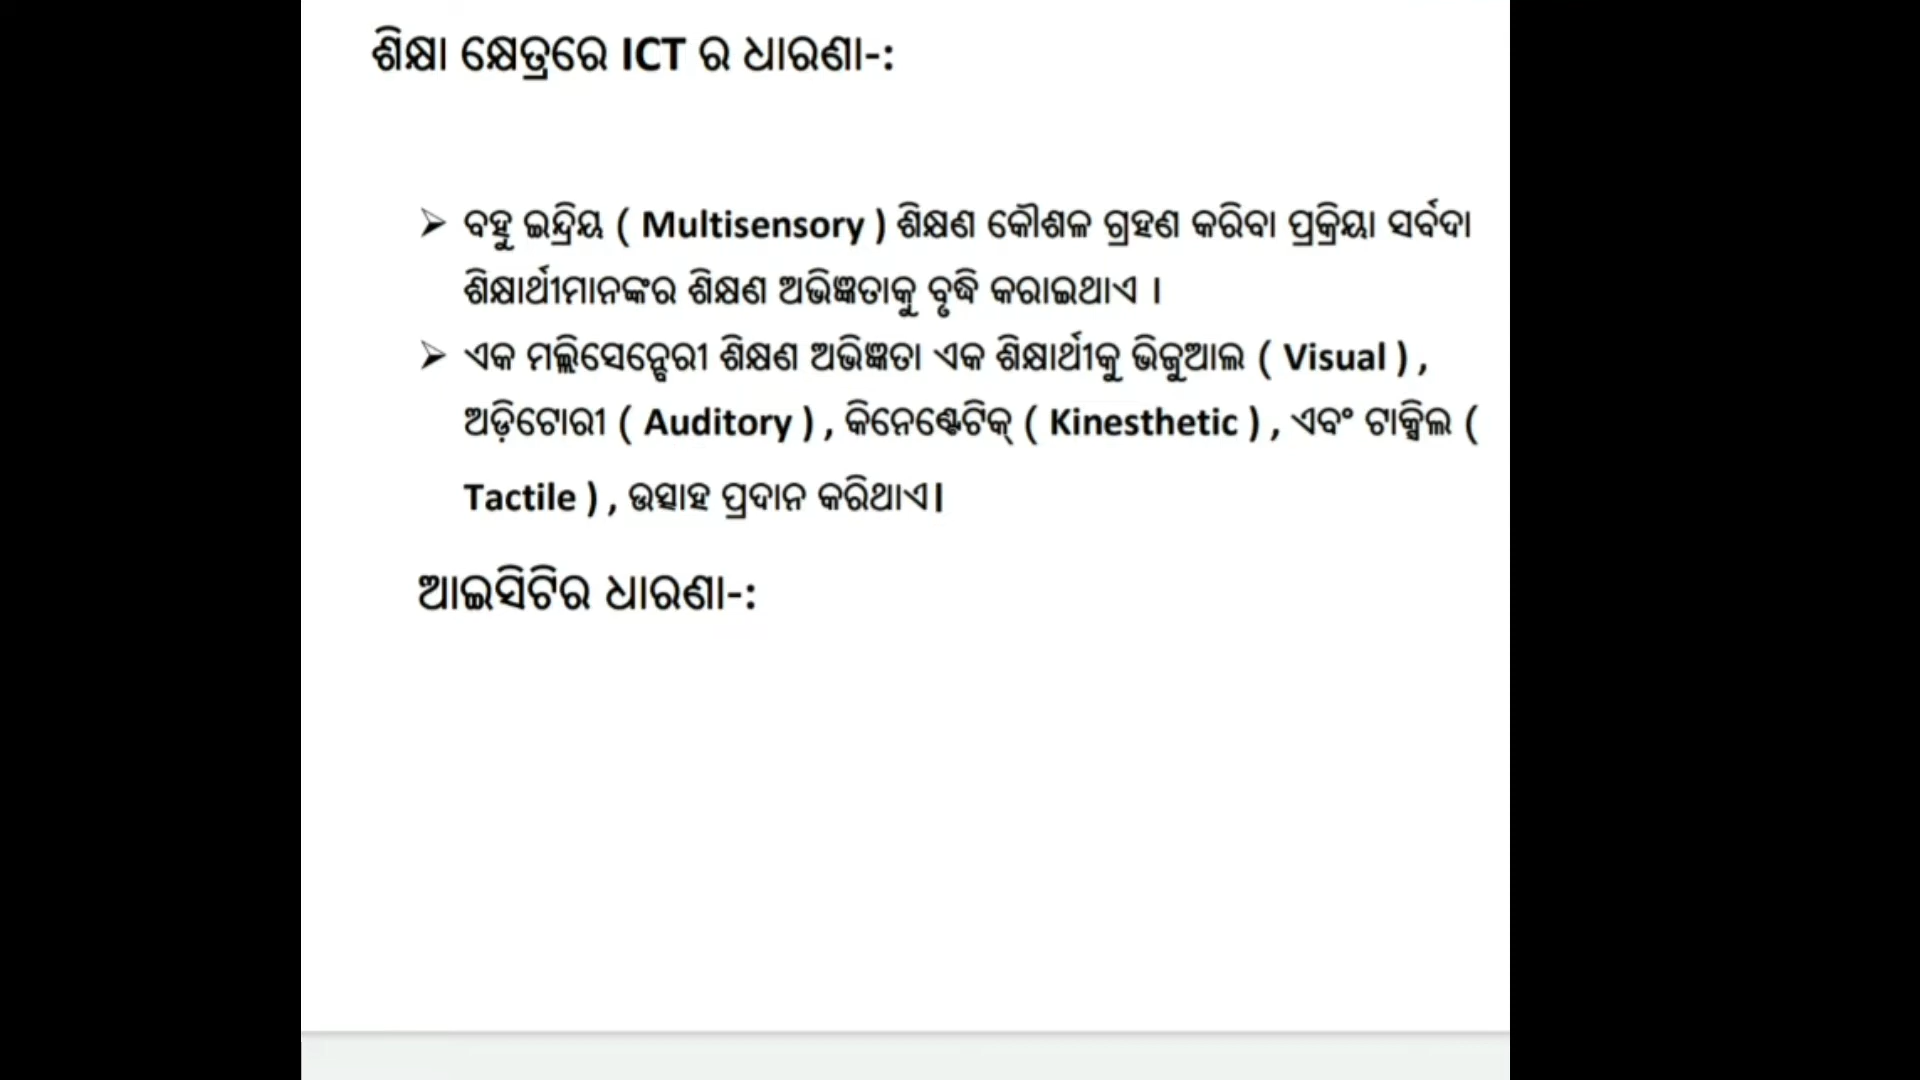 ଶିକ୍ଷା କ୍ଷେତ୍ରରେ ICT ର ଧାରଣା-:
➢ ବହୁ ଇନ୍ଦ୍ରିୟ ( Multisensory ) ଶିକ୍ଷଣ କୌଶଳ ଗ୍ରହଣ କରିବା ପ୍ରକ୍ରିୟା ସର୍ବଦା
ଶିକ୍ଷାର୍ଥୀମାନଙ୍କର ଶିକ୍ଷଣ ଅଭିଜ୍ଞତାକୁ ବୃଦ୍ଧି କରାଇଥାଏ ।
➢ ଏକ ମଲ୍ଟିସେନ୍ସେରୀ ଶିକ୍ଷଣ ଅଭିଜ୍ଞତା ଏକ ଶିକ୍ଷାର୍ଥୀକୁ ଭିଜୁଆଲ ( Visual ) ,
ଅଡ଼ିଟୋରୀ ( Auditory ) , କିନେଷ୍ଟେଟିକ୍ ( Kinesthetic ) , ଏବଂ ଟାକ୍ଟିଲ (
Tactile ) , ଉତ୍ସାହ ପ୍ରଦାନ କରିଥାଏ।
ଆଇସିଟିର ଧାରଣା-: